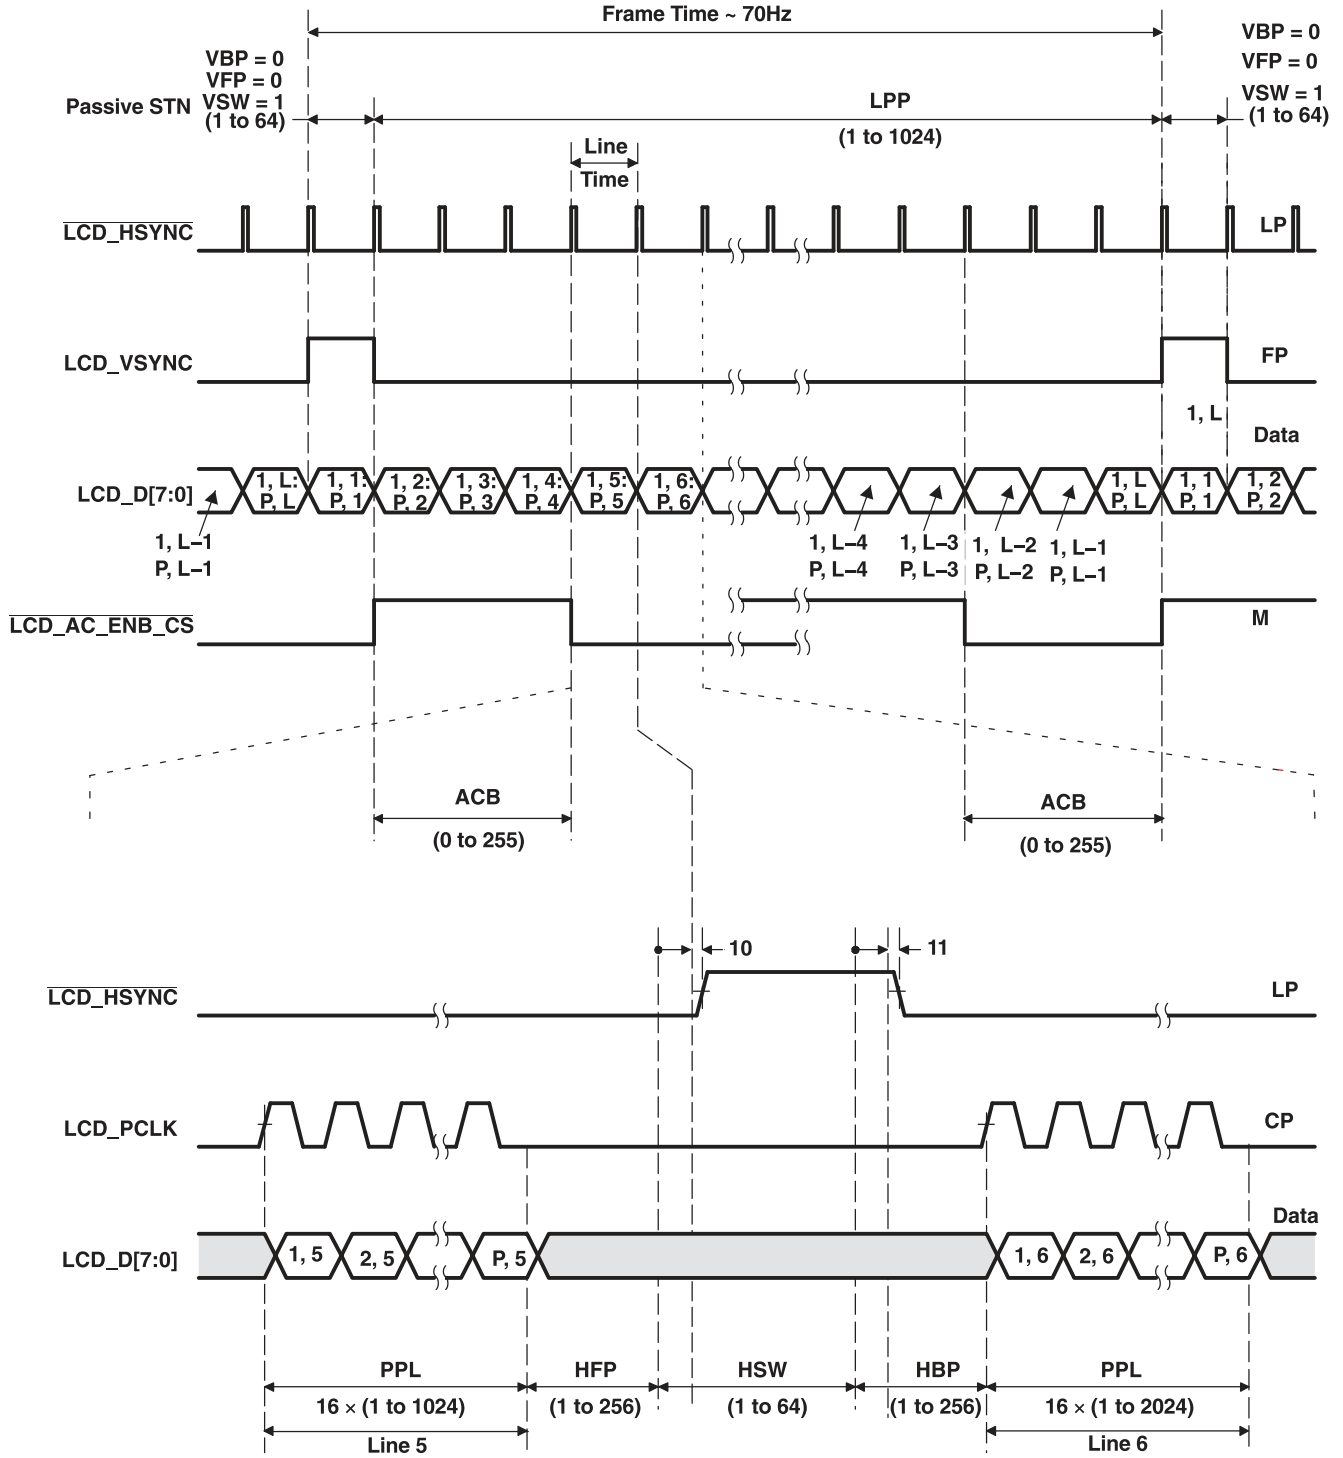 Frame Time ~ 70Hz
VBP = 0
VFP = 0
VSW = 1
(1 to 64)
Passive STN
LPP
(1 to 1024)
VBP = 0
VFP = 0
VSW = 1
(1 to 64)
Line
Time
LCD_HSYNC
LP
LCD_VSYNC
FP
1, L
Data
LCD_D[7:0]
1, L: 1, 1: 1, 2: 1, 3: 1, 4: 1, 5: 1, 6: 1, L 1, 1 1, 2
P, L P, 1 P, 2 P, 3 P, 4 P, 5 P, 6 P, L P, 1 P, 2
1, L–1 1, L–4 1, L–3 1, L–2 1, L–1
P, L–1 P, L–4 P, L–3 P, L–2 P, L–1
LCD_AC_ENB_CS
M
ACB
(0 to 255)
ACB
(0 to 255)
10
11
LCD_HSYNC
LP
LCD_PCLK
CP
Data
LCD_D[7:0]
1, 5 2, 5 P, 5 1, 6 2, 6 P, 6
PPL HFP HSW HBP PPL
16 × (1 to 1024) (1 to 256) (1 to 64) (1 to 256) 16 × (1 to 2024)
Line 5 Line 6